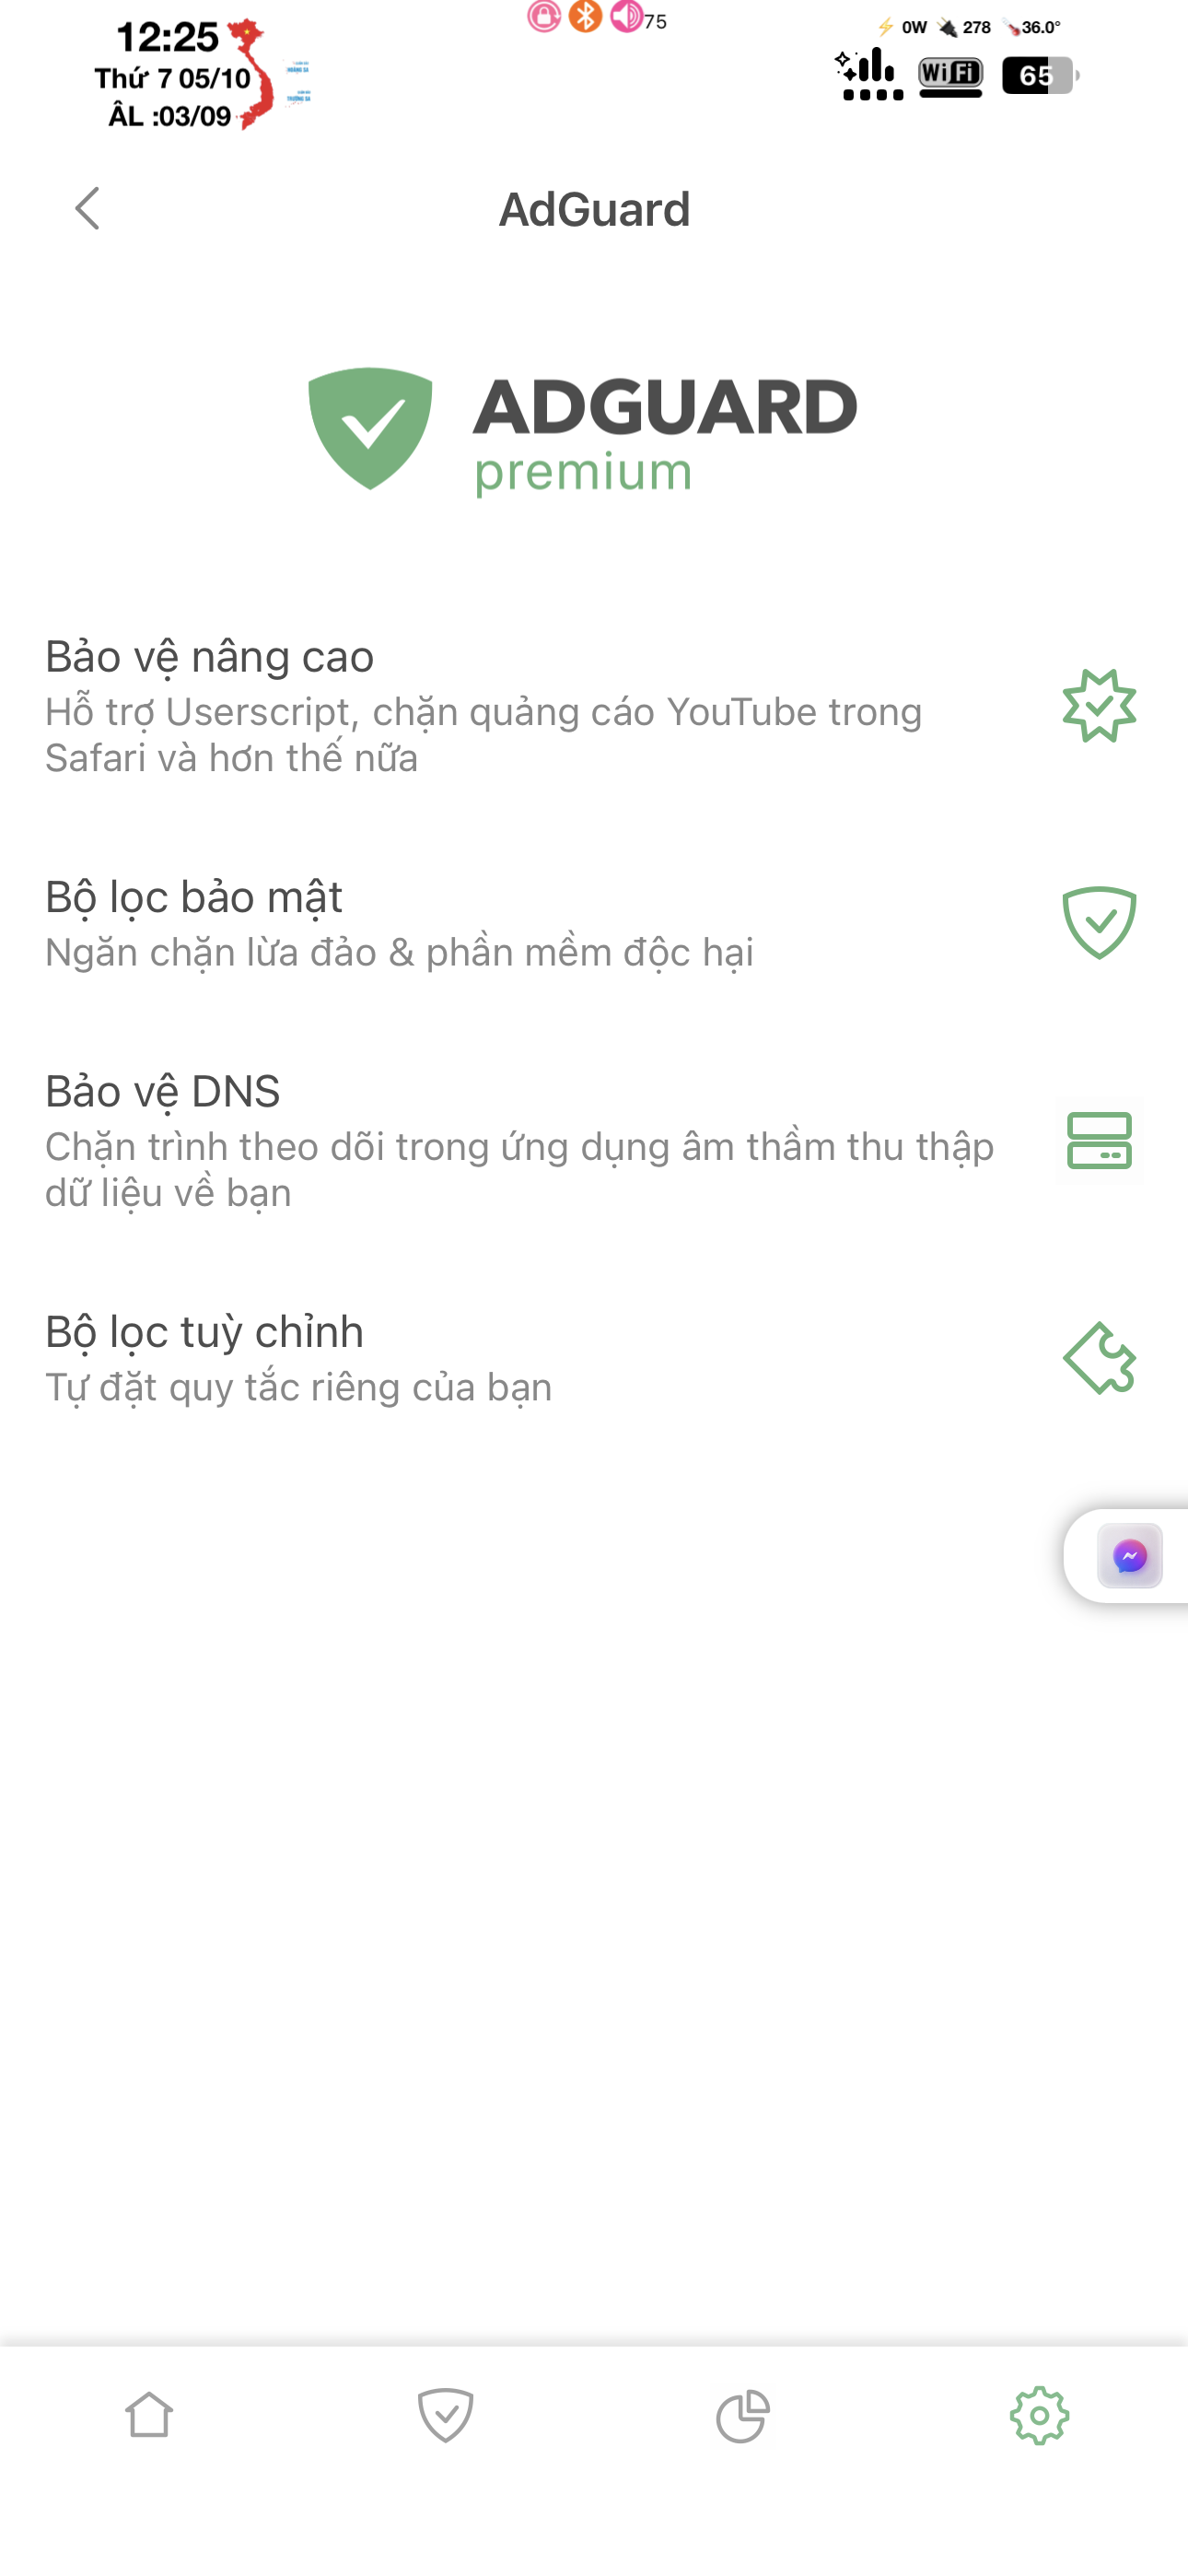 12:25
Thứ 7 05/10
ÂL :03/09
HOÀNG SA
TRƯỜNG SA
75
0W 278 36.0°
WiFi
65
AdGuard
ADGUARD
premium
Bảo vệ nâng cao
Hỗ trợ Userscript, chặn quảng cáo YouTube trong
Safari và hơn thế nữa
Bộ lọc bảo mật
Ngăn chặn lừa đảo & phần mềm độc hại
Bảo vệ DNS
Chặn trình theo dõi trong ứng dụng âm thầm thu thập
dữ liệu về bạn
Bộ lọc tuỳ chỉnh
Tự đặt quy tắc riêng của bạn